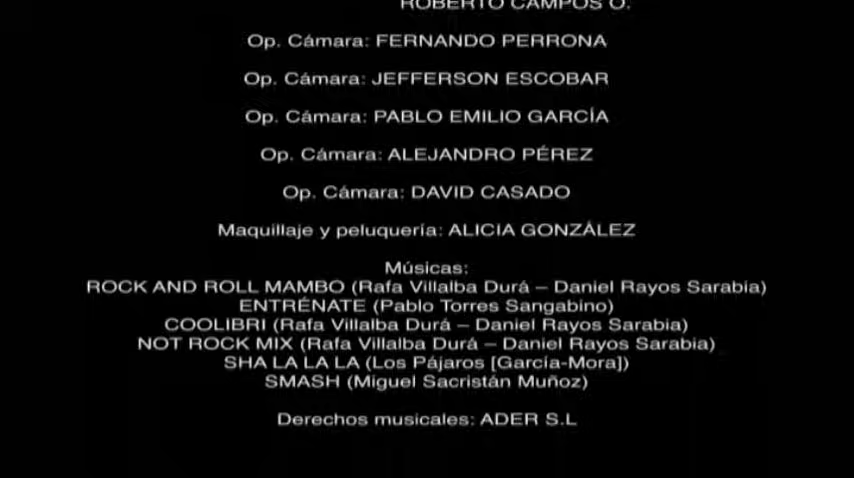 ROBERTO CAMPOS O.
Op. Cámara: FERNANDO PERRONA
Op. Cámara: JEFFERSON ESCOBAR
Op. Cámara: PABLO EMILIO GARCÍA
Op. Cámara: ALEJANDRO PÉREZ
Op. Cámara: DAVID CASADO
Maquillaje y peluquería: ALICIA GONZÁLEZ
Músicas:
ROCK AND ROLL MAMBO (Rafa Villalba Durá – Daniel Rayos Sarabia)
ENTRÉNATE (Pablo Torres Sangabino)
COOLIBRI (Rafa Villalba Durá – Daniel Rayos Sarabia)
NOT ROCK MIX (Rafa Villalba Durá – Daniel Rayos Sarabia)
SHA LA LA LA (Los Pájaros [García-Mora])
SMASH (Miguel Sacristán Muñoz)
Derechos musicales: ADER S.L